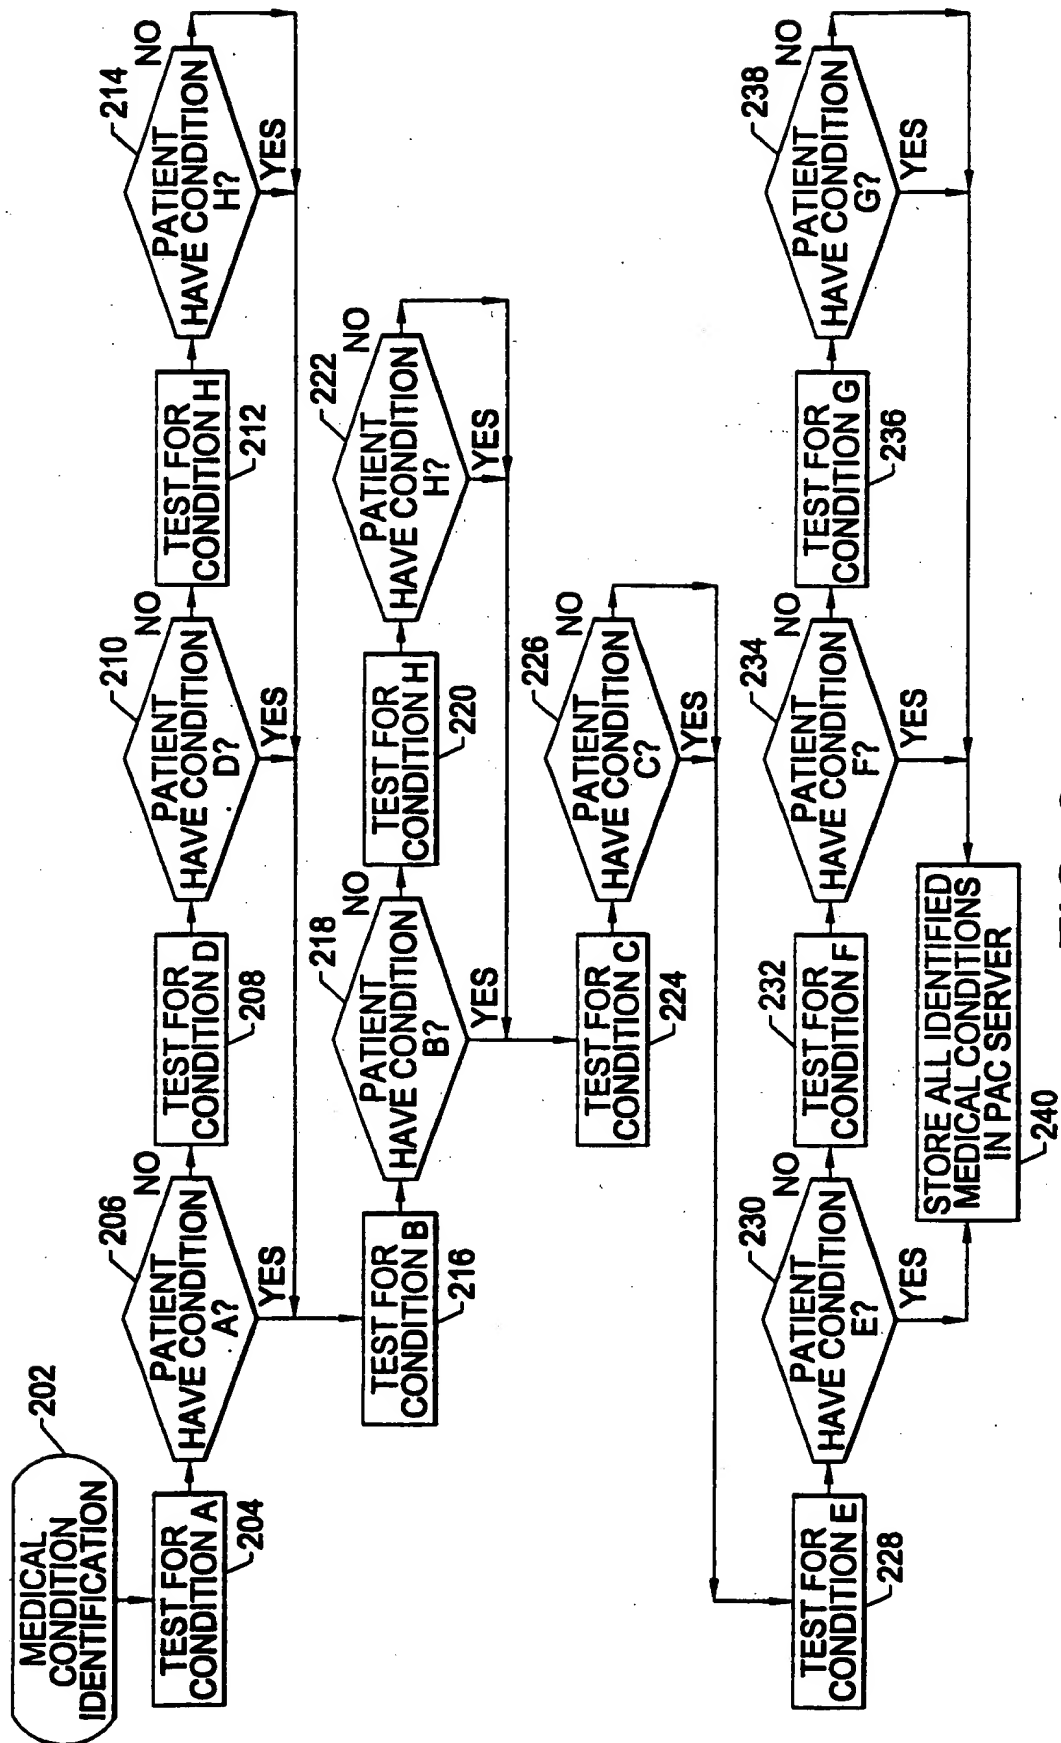 MEDICAL
CONDITION
IDENTIFICATION
202
TEST FOR
CONDITION A
204
PATIENT
HAVE CONDITION
A?
206
NO
YES
TEST FOR
CONDITION D
208
PATIENT
HAVE CONDITION
D?
210
NO
YES
TEST FOR
CONDITION H
212
PATIENT
HAVE CONDITION
H?
214
NO
YES
TEST FOR
CONDITION B
216
PATIENT
HAVE CONDITION
B?
218
NO
YES
TEST FOR
CONDITION H
220
PATIENT
HAVE CONDITION
H?
222
NO
YES
TEST FOR
CONDITION C
224
PATIENT
HAVE CONDITION
C?
226
NO
YES
TEST FOR
CONDITION E
228
PATIENT
HAVE CONDITION
E?
230
NO
YES
TEST FOR
CONDITION F
232
PATIENT
HAVE CONDITION
F?
234
NO
YES
TEST FOR
CONDITION G
236
PATIENT
HAVE CONDITION
G?
238
NO
YES
STORE ALL IDENTIFIED
MEDICAL CONDITIONS
IN PAC SERVER
240